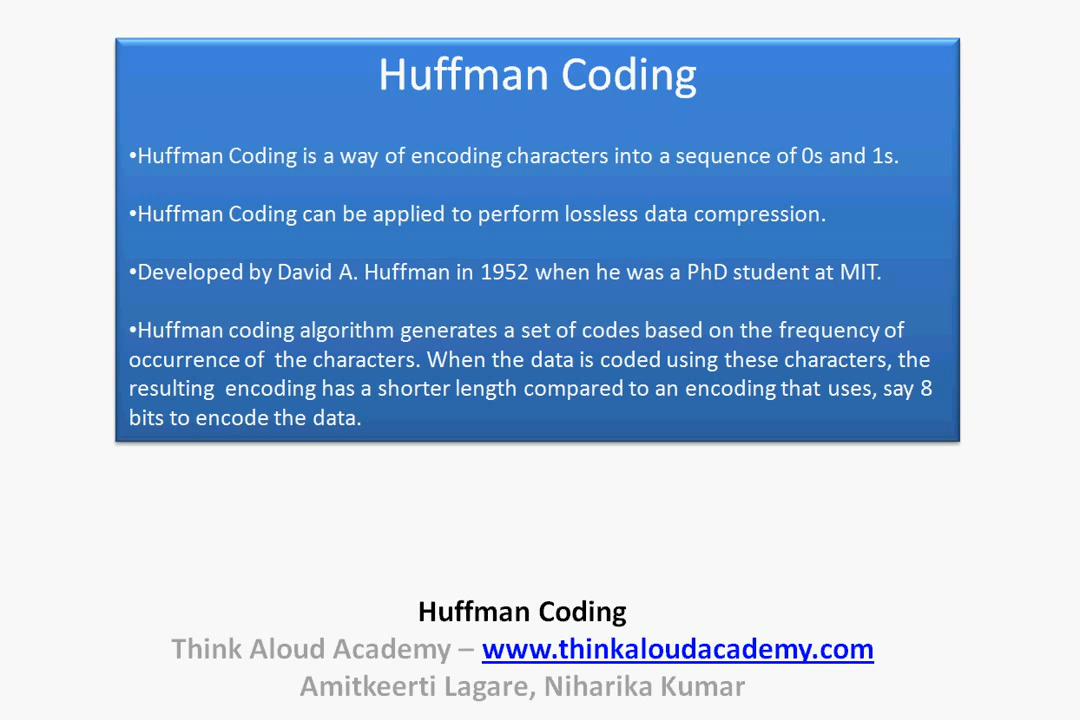 Huffman Coding
•Huffman Coding is a way of encoding characters into a sequence of 0s and 1s.
•Huffman Coding can be applied to perform lossless data compression.
•Developed by David A. Huffman in 1952 when he was a PhD student at MIT.
•Huffman coding algorithm generates a set of codes based on the frequency of
occurrence of the characters. When the data is coded using these characters, the
resulting encoding has a shorter length compared to an encoding that uses, say 8
bits to encode the data.
Huffman Coding
Think Aloud Academy – www.thinkaloudacademy.com
Amitkeerti Lagare, Niharika Kumar